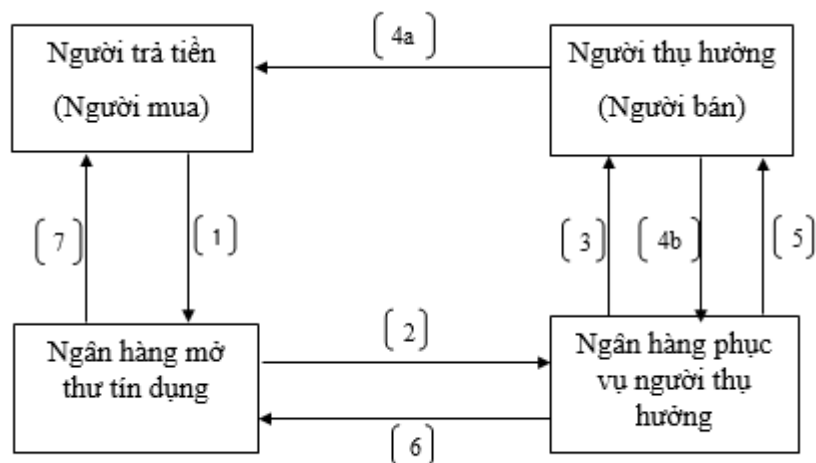 [ 4a ]
Người trả tiền
(Người mua)
Người thụ hưởng
(Người bán)
[ 7 ]
[ 1 ]
[ 3 ]
[ 4b ]
[ 5 ]
[ 2 ]
Ngân hàng mở
thư tín dụng
Ngân hàng phục
vụ người thụ
hưởng
[ 6 ]